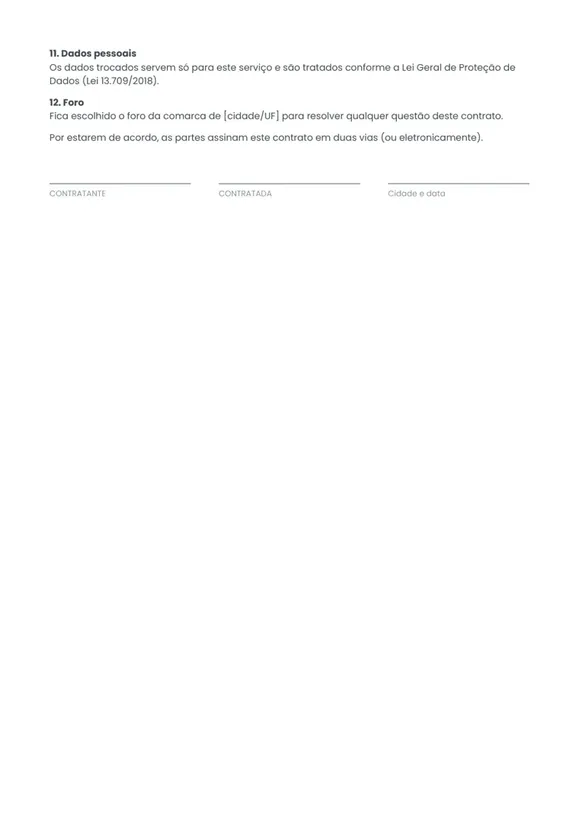 11. Dados pessoais
Os dados trocados servem só para este serviço e são tratados conforme a Lei Geral de Proteção de
Dados (Lei 13.709/2018).
12. Foro
Fica escolhido o foro da comarca de [cidade/UF] para resolver qualquer questão deste contrato.
Por estarem de acordo, as partes assinam este contrato em duas vias (ou eletronicamente).
CONTRATANTE
CONTRATADA
Cidade e data